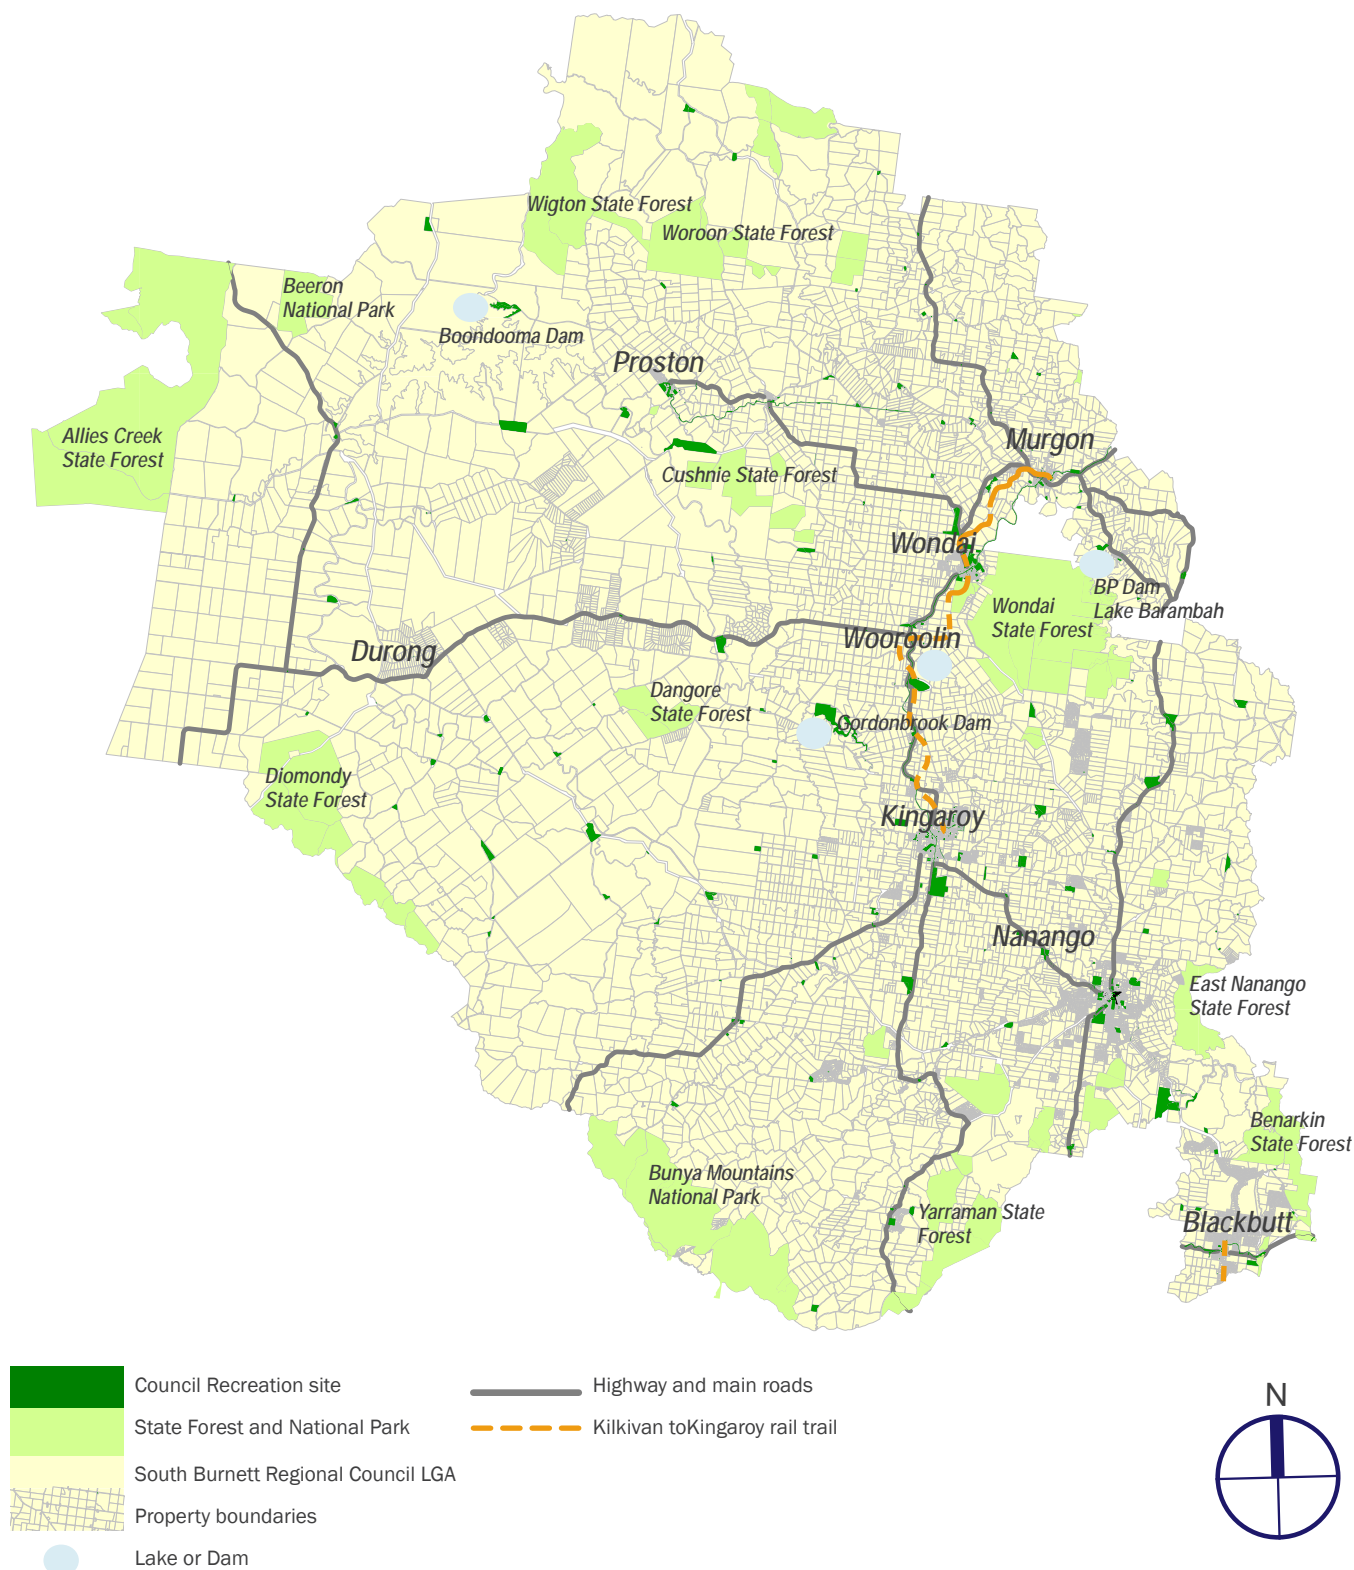 Wigton State Forest
Woroon State Forest
Beeron
National Park
Boondooma Dam
Proston
Allies Creek
State Forest
Murgon
Cushnie State Forest
Wondai
BP Dam
Lake Barambah
Wondai
State Forest
Wooroolin
Durong
Dangore
State Forest
Gordonbrook Dam
Diomondy
State Forest
Kingaroy
Nanango
East Nanango
State Forest
Benarkin
State Forest
Bunya Mountains
National Park
Yarraman State
Forest
Blackbutt
Council Recreation site
Highway and main roads
State Forest and National Park
Kilkivan toKingaroy rail trail
South Burnett Regional Council LGA
Property boundaries
Lake or Dam
N